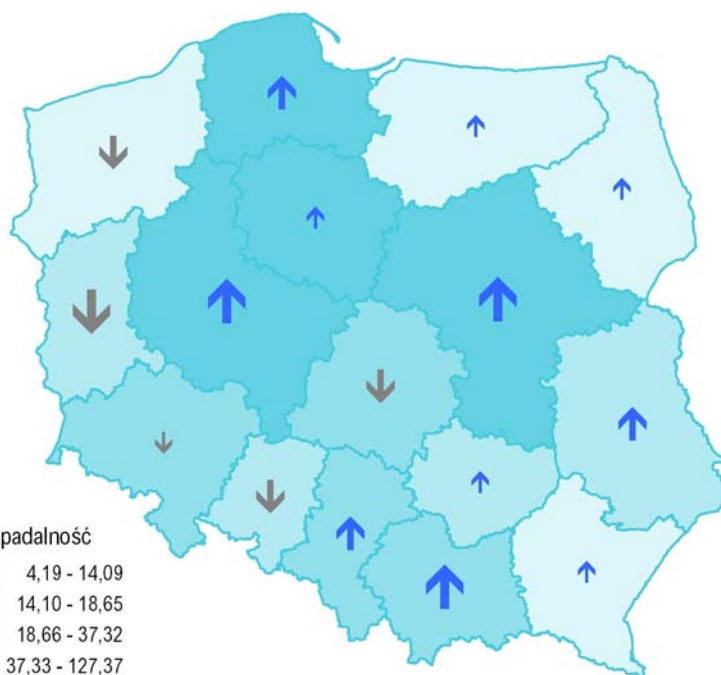 padalność
4,19 - 14,09
14,10 - 18,65
18,66 - 37,32
37,33 - 127,37